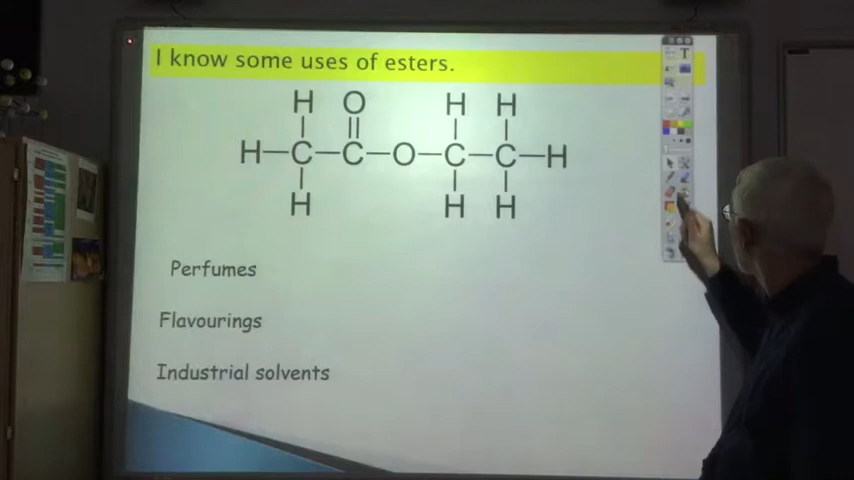 I know some uses of esters.
H O H H
H C C O C C H
H H H
Perfumes
Flavourings
Industrial solvents
T